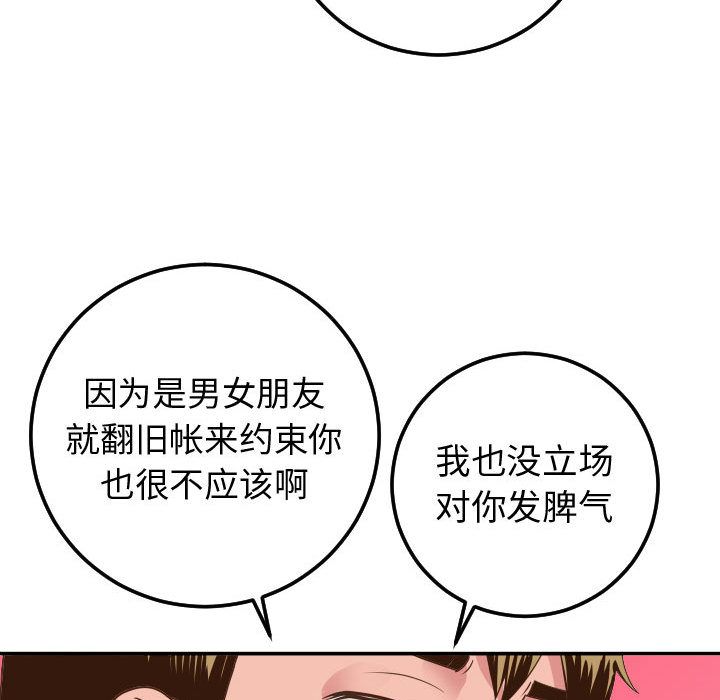 因为是男女朋友
就翻旧帐来约束你
也很不应该啊
我也没立场
对你发脾气